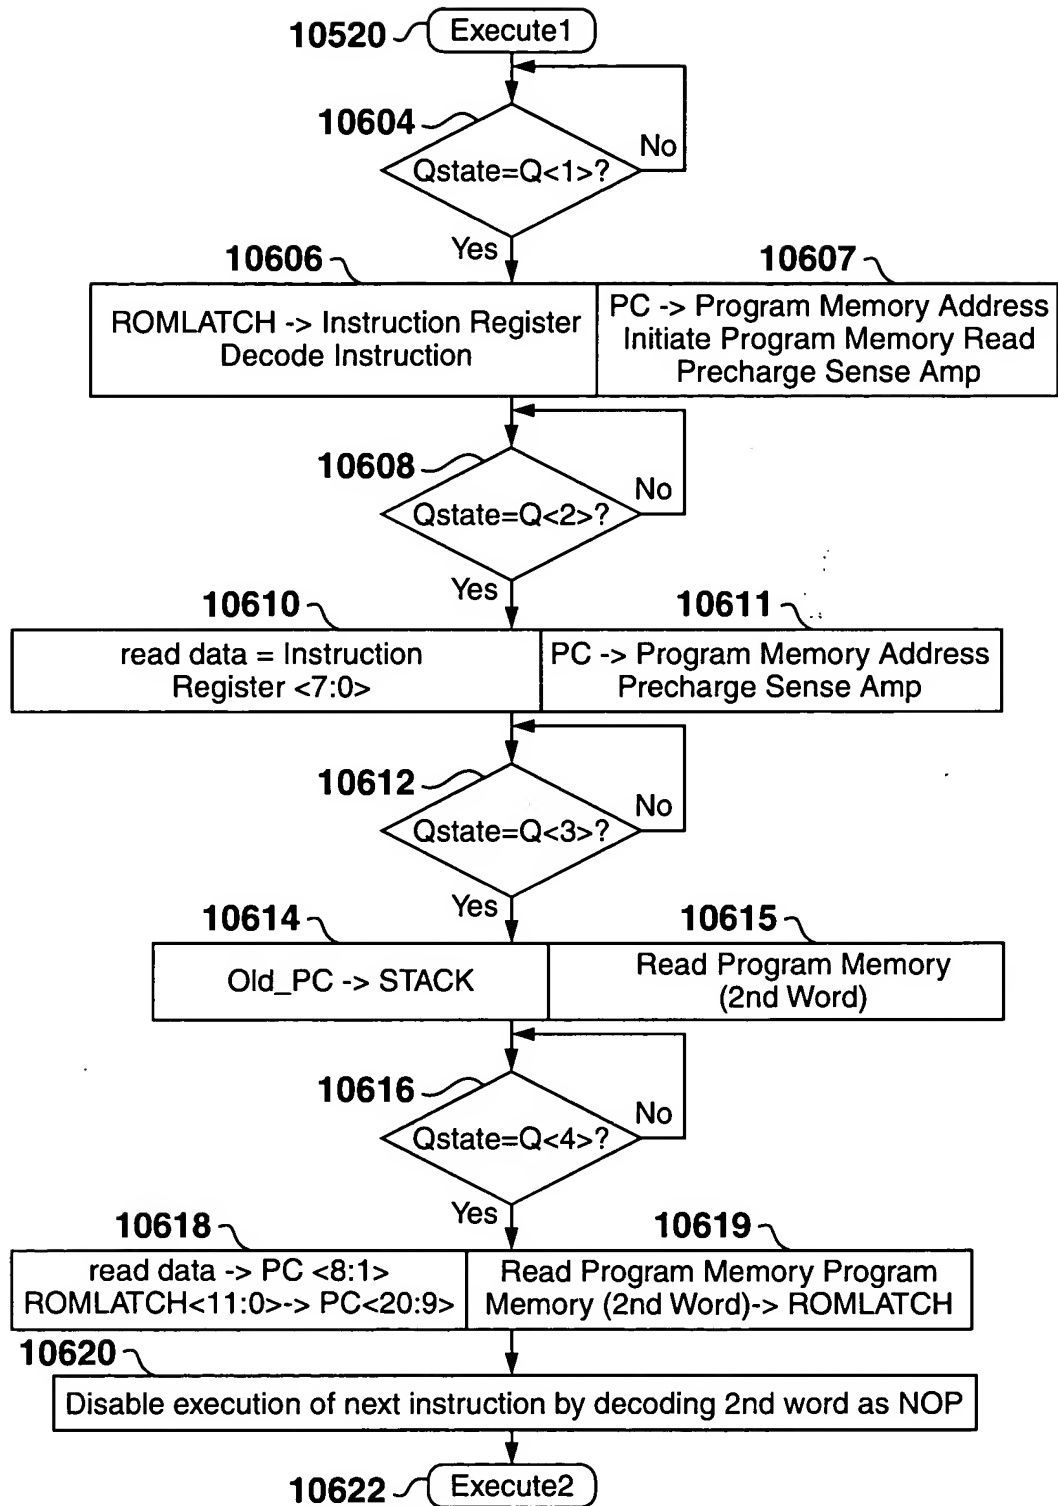 10520
Execute1
10604
Qstate=Q<1>?
No
Yes
10606
10607
ROMLATCH -> Instruction Register
Decode Instruction
PC -> Program Memory Address
Initiate Program Memory Read
Precharge Sense Amp
10608
Qstate=Q<2>?
No
Yes
10610
10611
read data = Instruction
Register <7:0>
PC -> Program Memory Address
Precharge Sense Amp
10612
Qstate=Q<3>?
No
Yes
10614
10615
Old_PC -> STACK
Read Program Memory
(2nd Word)
10616
Qstate=Q<4>?
No
Yes
10618
10619
read data -> PC <8:1>
ROMLATCH<11:0>-> PC<20:9>
Read Program Memory Program
Memory (2nd Word)-> ROMLATCH
10620
Disable execution of next instruction by decoding 2nd word as NOP
10622
Execute2